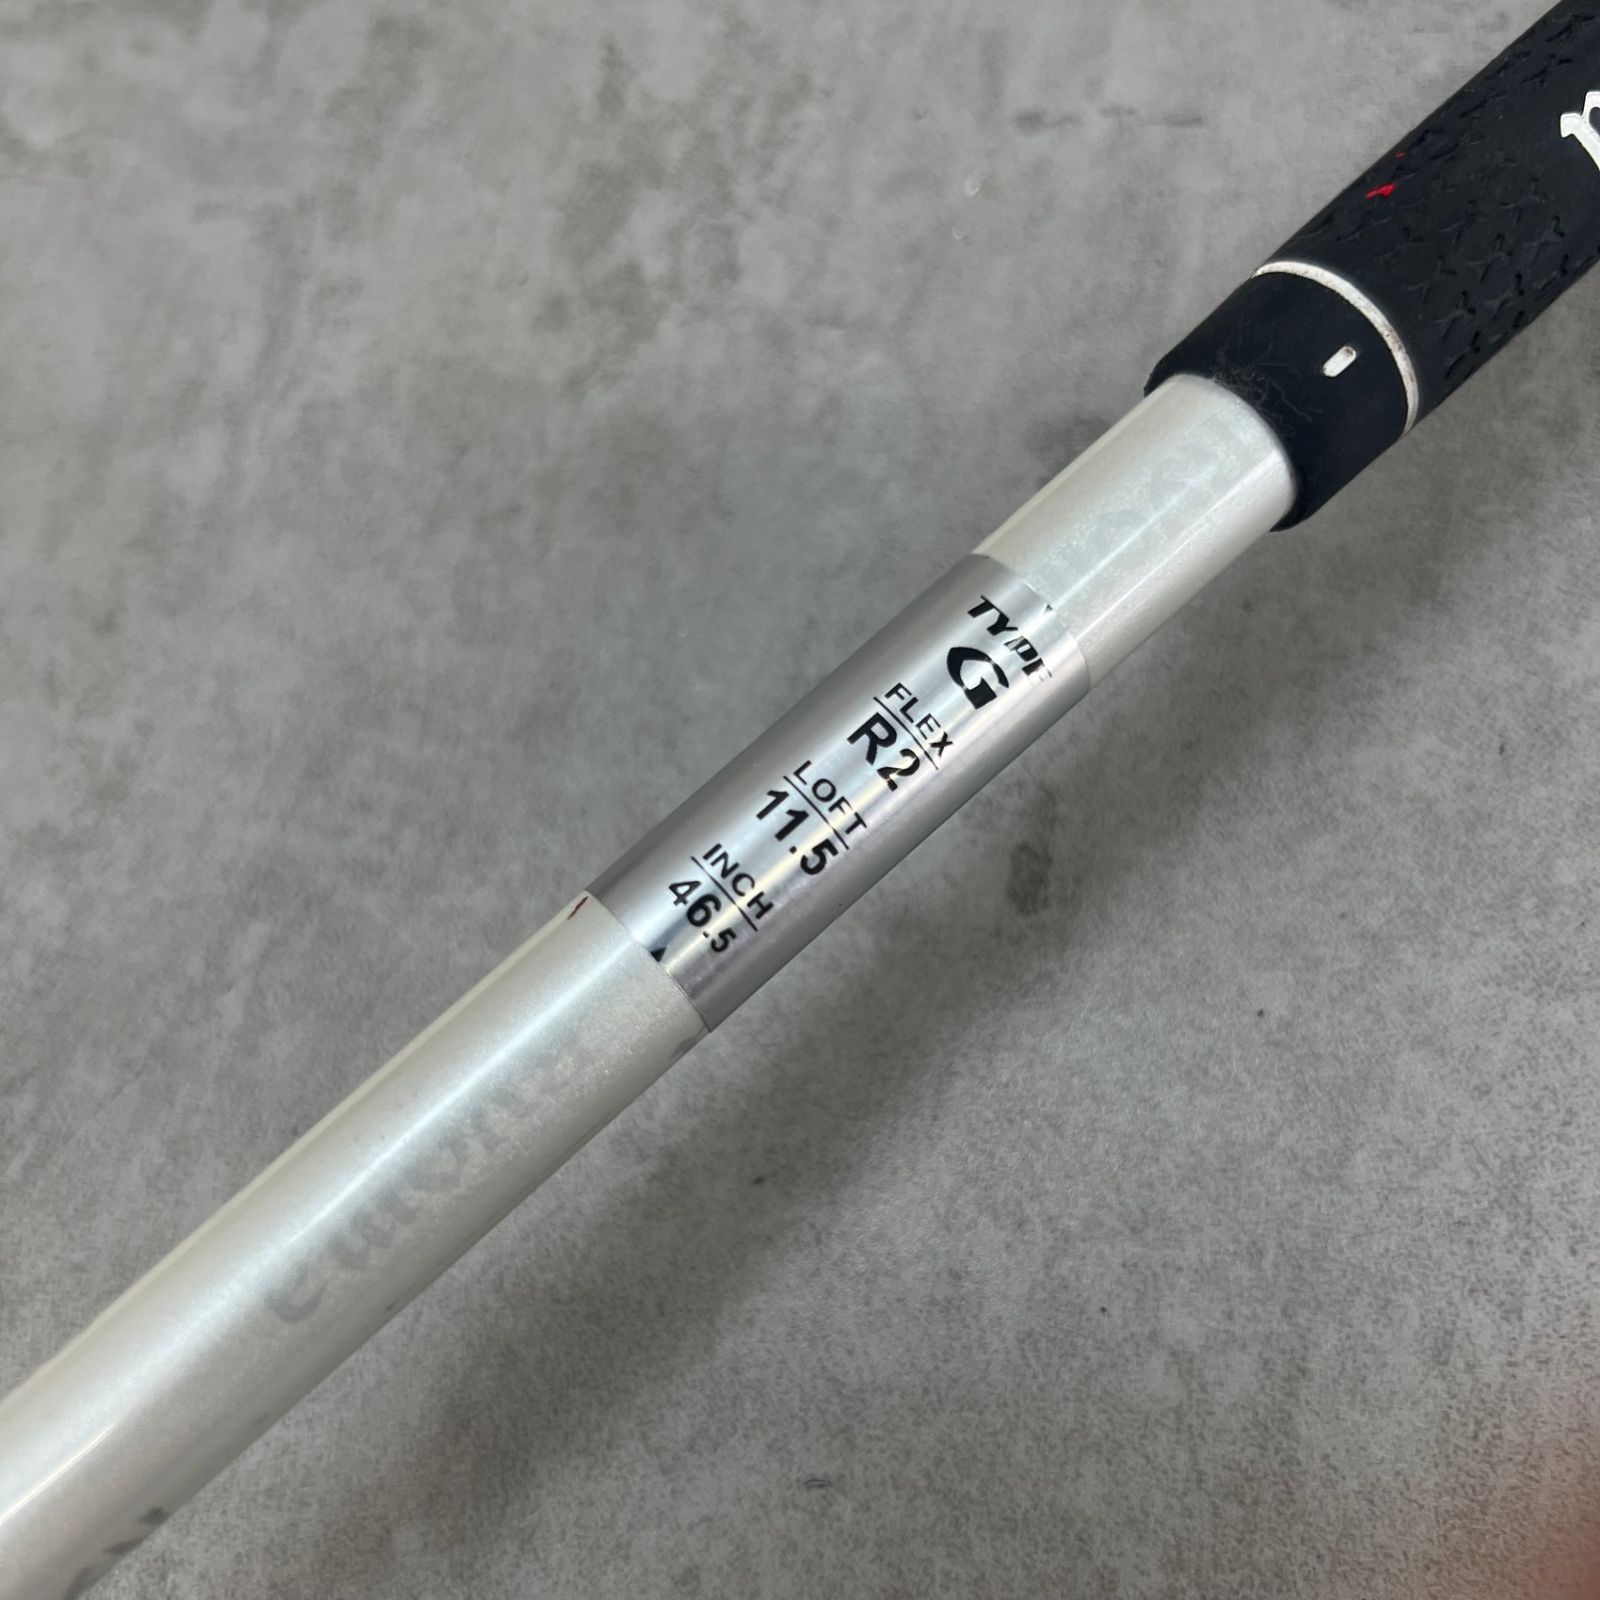 TYPE
G
FLEX
R2
LOFT
11.5
INCH
46.5